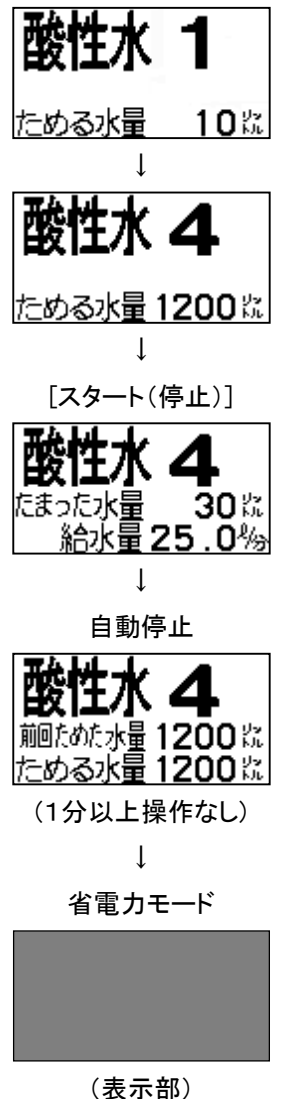 酸性水 1
ためる水量 10㍑
↓
酸性水 4
ためる水量 1200㍑
↓
［スタート（停止）］
酸性水 4
たまった水量 30㍑
給水量 25.0ℓ/分
↓
自動停止
酸性水 4
前回ためた水量 1200㍑
ためる水量 1200㍑
（１分以上操作なし）
↓
省電力モード
（表示部）